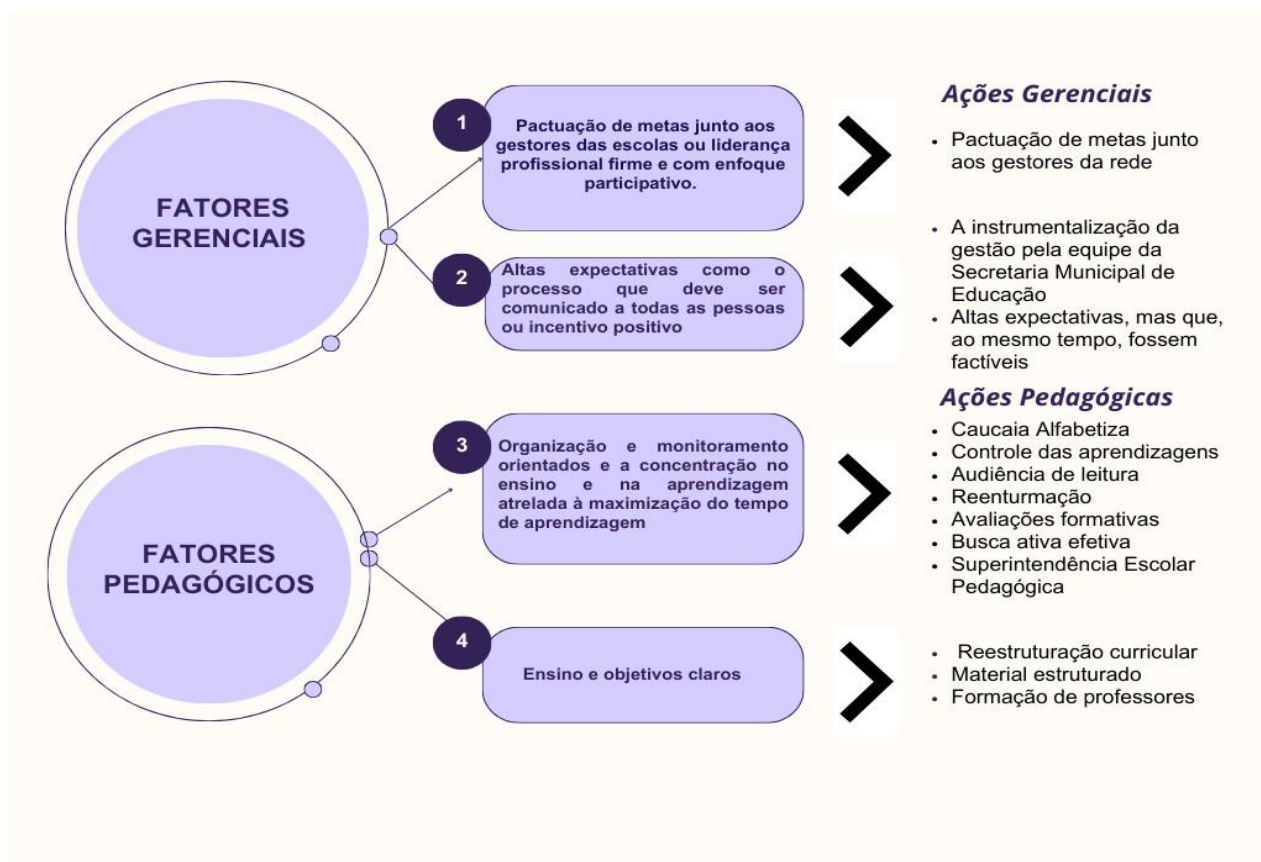 FATORES
GERENCIAIS
1
Pactuação de metas junto aos
gestores das escolas ou liderança
profissional firme e com enfoque
participativo.
2
Altas expectativas como o
processo que deve ser
comunicado a todas as pessoas
ou incentivo positivo
Ações Gerenciais
• Pactuação de metas junto
aos gestores da rede
• A instrumentalização da
gestão pela equipe da
Secretaria Municipal de
Educação
• Altas expectativas, mas que,
ao mesmo tempo, fossem
factíveis
FATORES
PEDAGÓGICOS
3
Organização e monitoramento
orientados e a concentração no
ensino e na aprendizagem
atrelada à maximização do tempo
de aprendizagem
4
Ensino e objetivos claros
Ações Pedagógicas
• Caucaia Alfabetiza
• Controle das aprendizagens
• Audiência de leitura
• Reenturmação
• Avaliações formativas
• Busca ativa efetiva
• Superintendência Escolar
Pedagógica
• Reestruturação curricular
• Material estruturado
• Formação de professores